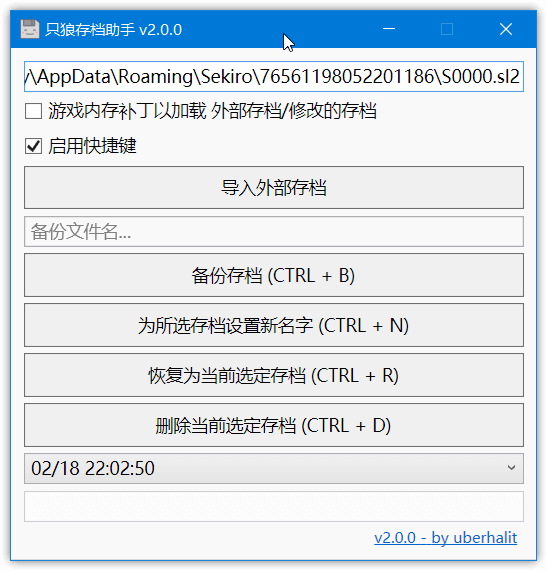 只狼存档助手 v2.0.0
\AppData\Roaming\Sekiro\76561198052201186\S0000.sl2
游戏内存补丁以加载 外部存档/修改的存档
启用快捷键
导入外部存档
备份文件名...
备份存档 (CTRL + B)
为所选存档设置新名字 (CTRL + N)
恢复为当前选定存档 (CTRL + R)
删除当前选定存档 (CTRL + D)
02/18 22:02:50
v2.0.0 - by uberhalit